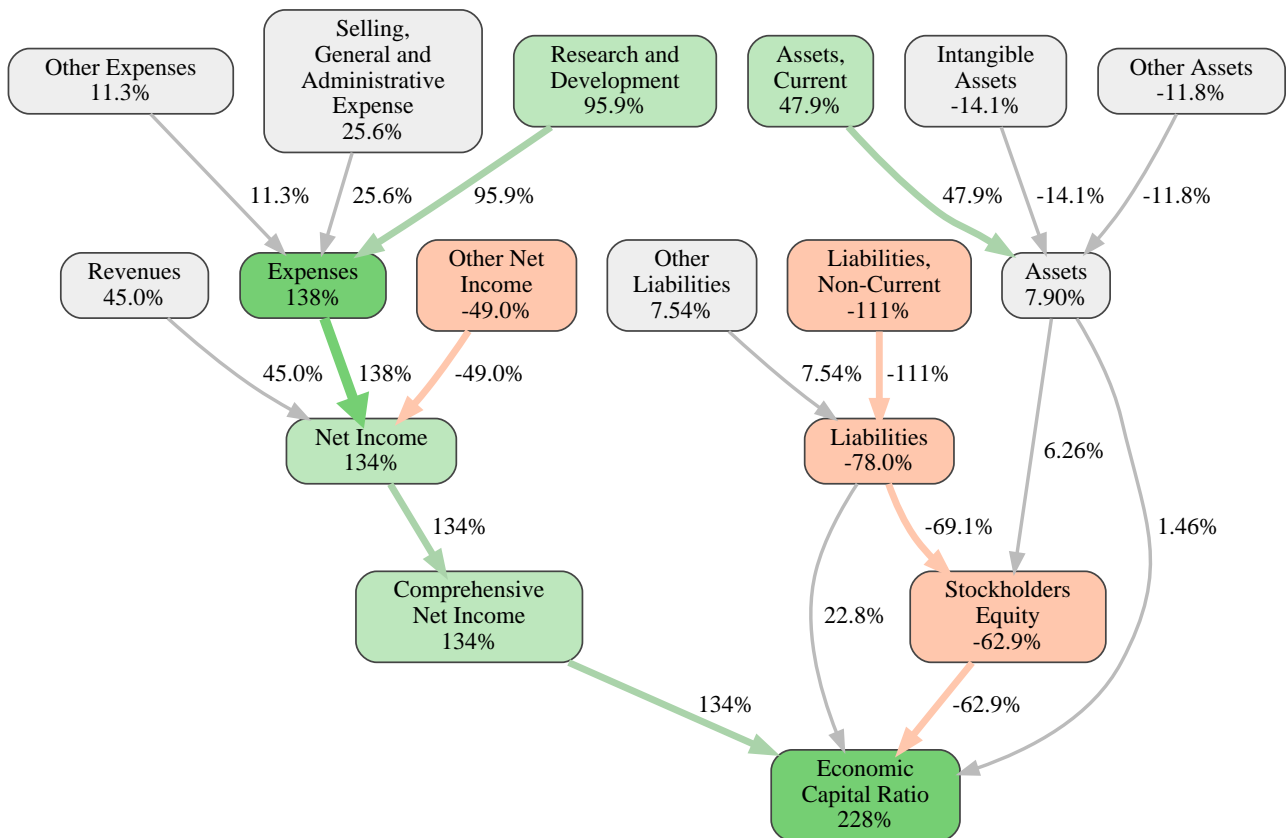 Other Expenses
11.3%
Selling,
General and
Administrative
Expense
25.6%
Research and
Development
95.9%
Assets,
Current
47.9%
Intangible
Assets
-14.1%
Other Assets
-11.8%
11.3%
25.6%
95.9%
47.9%
-14.1%
-11.8%
Revenues
45.0%
Expenses
138%
Other Net
Income
-49.0%
Other
Liabilities
7.54%
Liabilities,
Non-Current
-111%
Assets
7.90%
45.0%
138%
-49.0%
7.54%
-111%
Net Income
134%
Liabilities
-78.0%
6.26%
134%
-69.1%
1.46%
Comprehensive
Net Income
134%
22.8%
Stockholders
Equity
-62.9%
134%
-62.9%
Economic
Capital Ratio
228%